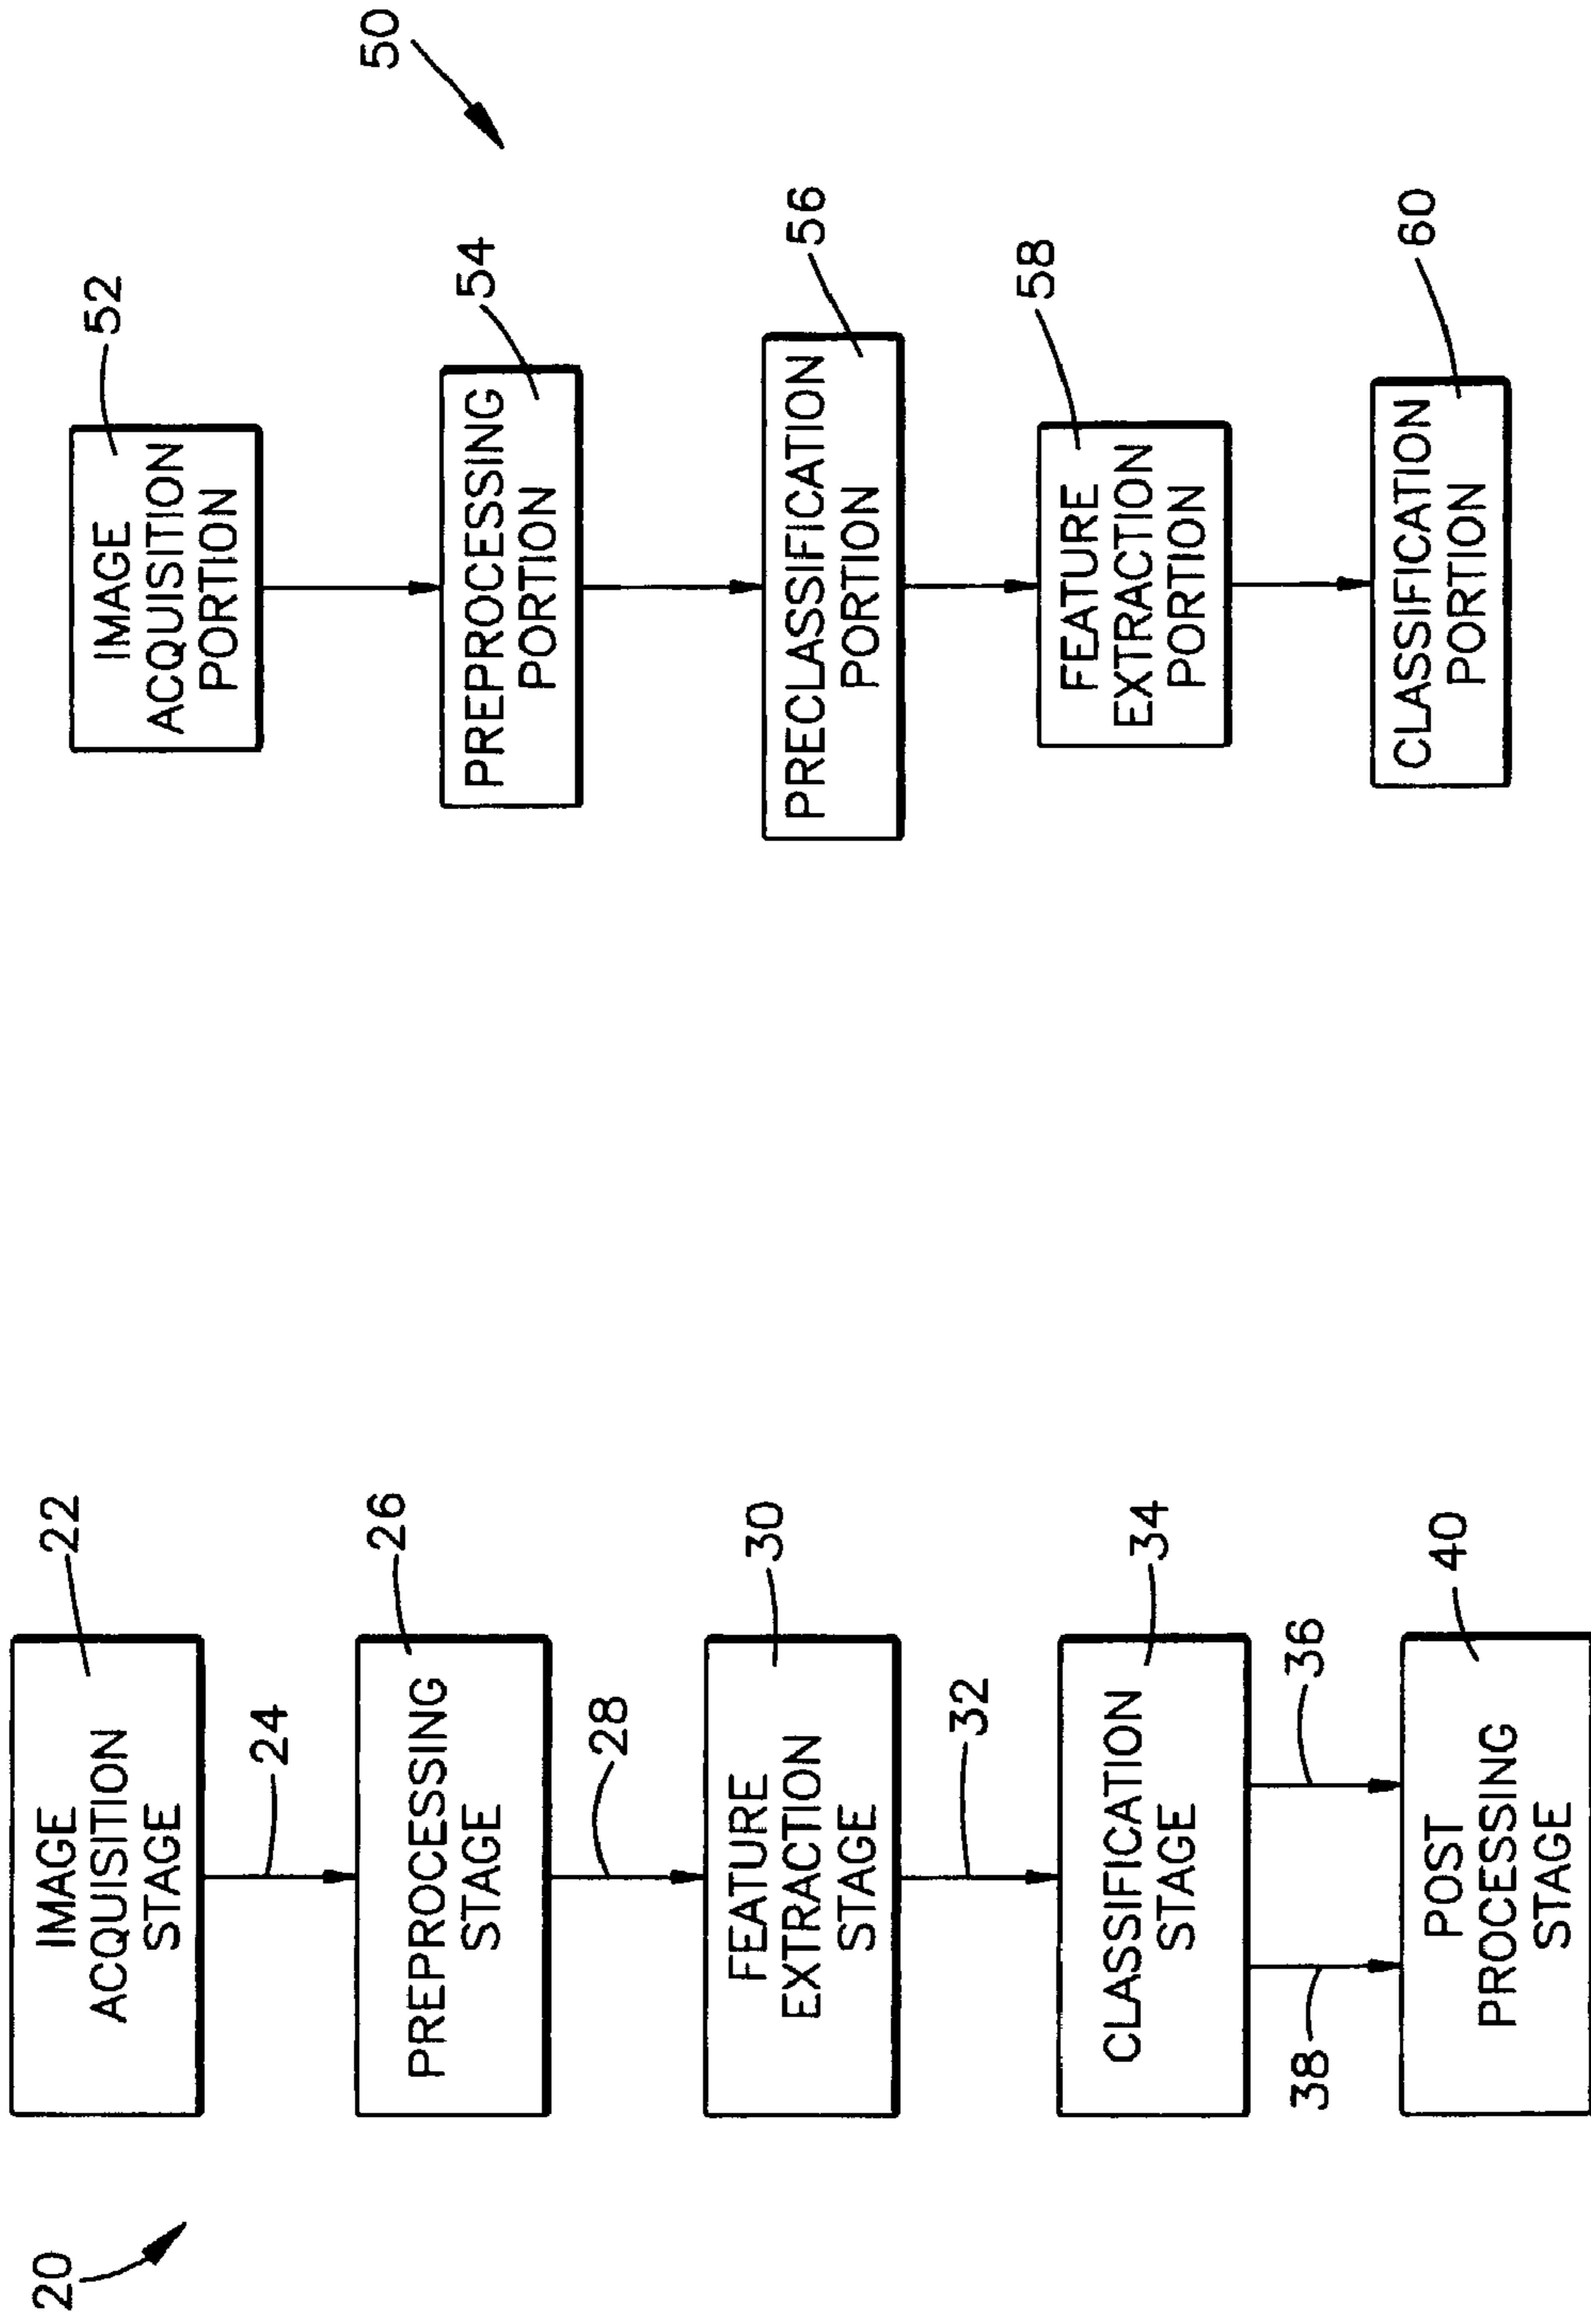 20
IMAGE
ACQUISITION
STAGE
22
24
PREPROCESSING
STAGE
26
28
FEATURE
EXTRACTION
STAGE
30
32
CLASSIFICATION
STAGE
34
38
36
POST
PROCESSING
STAGE
40
50
IMAGE
ACQUISITION
PORTION
52
PREPROCESSING
PORTION
54
PRECLASSIFICATION
PORTION
56
FEATURE
EXTRACTION
PORTION
58
CLASSIFICATION
PORTION
60